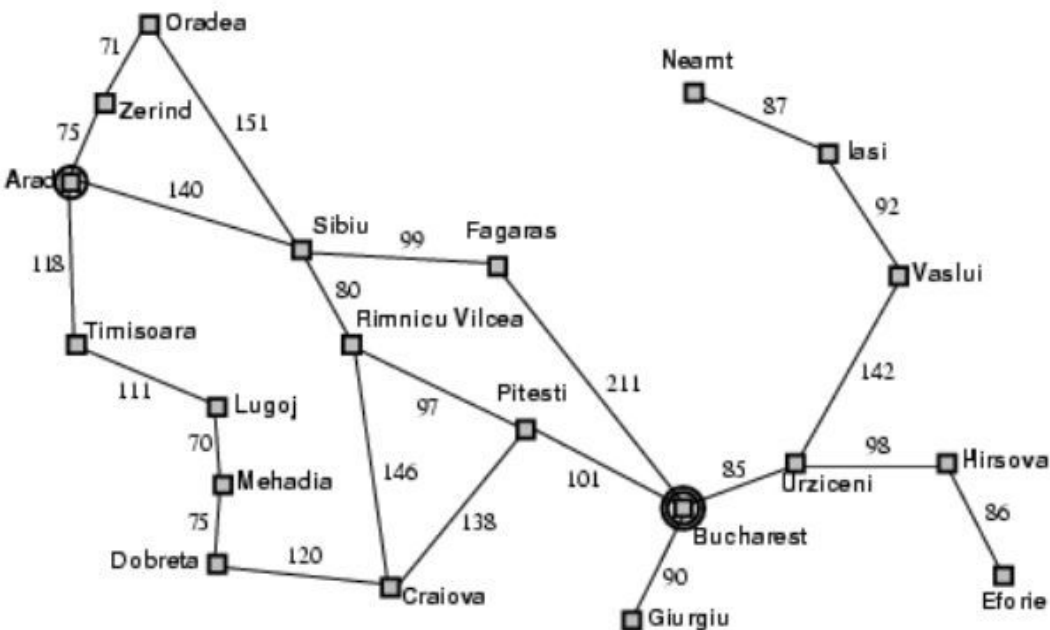 Oradea
71
Neamt
Zerind
87
75
151
Iasi
Arad
140
92
Sibiu
Fagaras
99
118
Vaslui
80
Timisoara
Rimnicu Vilcea
142
111
211
Pitesti
Lugoj
97
70
98
Hirsova
146
85
Mehadia
101
Urziceni
86
75
138
Bucharest
Dobreta
120
90
Craiova
Eforie
Giurgiu